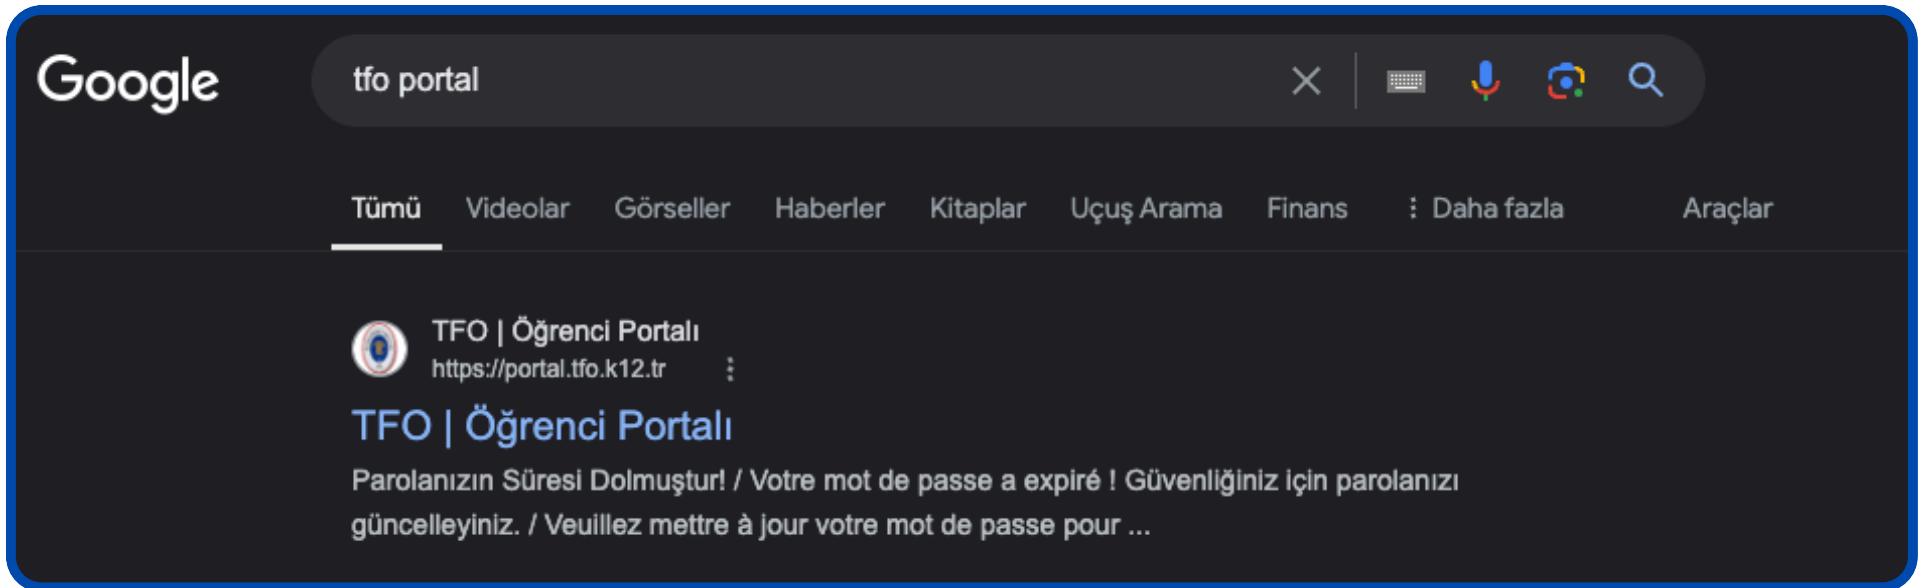 Google
tfo portal
Tümü Videolar Görseller Haberler Kitaplar Uçuş Arama Finans Daha fazla Araçlar
TFO | Öğrenci Portalı
https://portal.tfo.k12.tr
TFO | Öğrenci Portalı
Parolanızın Süresi Dolmuştur! / Votre mot de passe a expiré ! Güvenliğiniz için parolanızı
güncelleyiniz. / Veuillez mettre à jour votre mot de passe pour ...